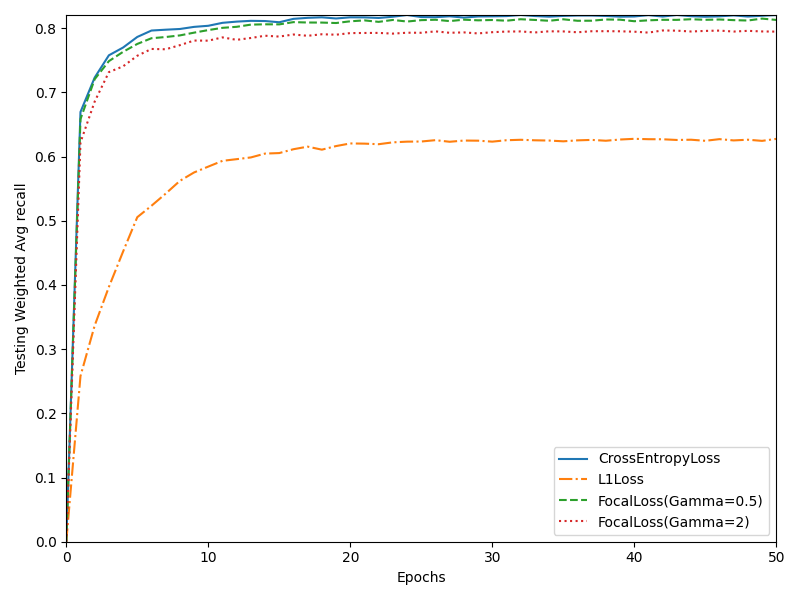 0.8
0.7
0.6
0.5
0.4
0.3
0.2
0.1
0.0
Testing Weighted Avg recall
0
10
20
30
40
50
Epochs
CrossEntropyLoss
L1Loss
FocalLoss(Gamma=0.5)
FocalLoss(Gamma=2)